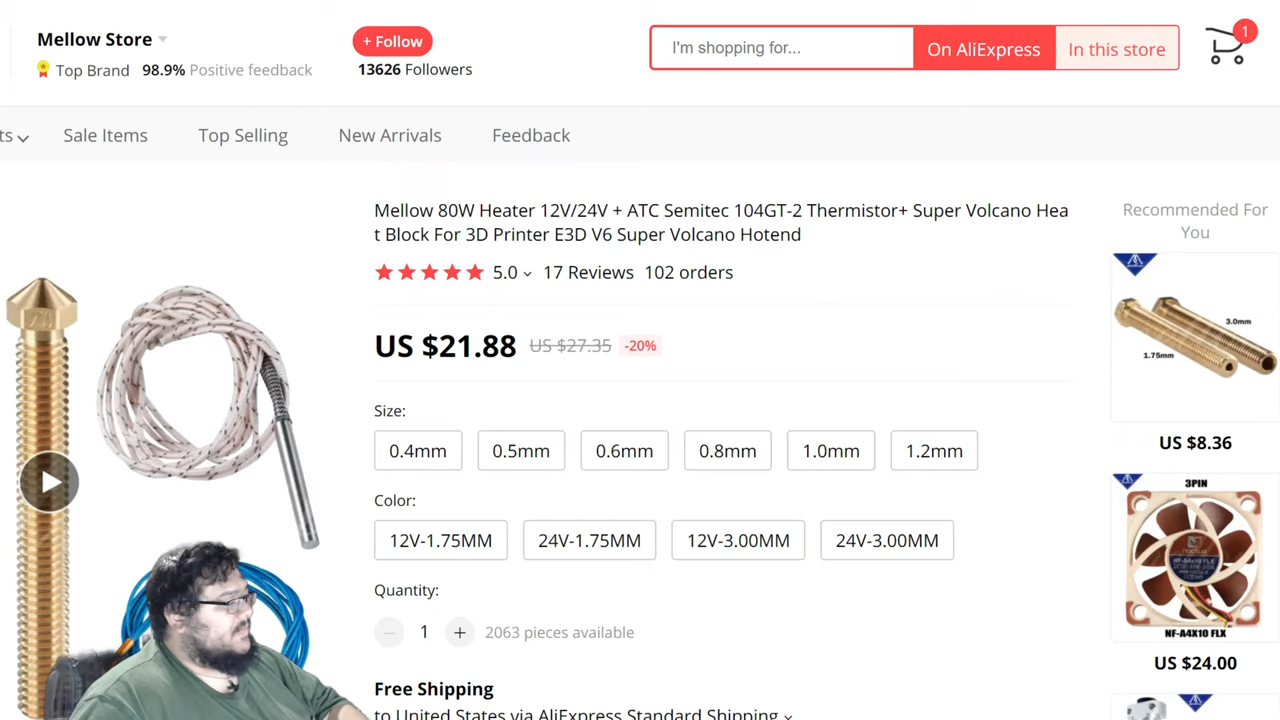 Mellow Store
+ Follow
Top Brand 98.9% Positive feedback
13626 Followers
I'm shopping for...
On AliExpress
In this store
1
ts
Sale Items
Top Selling
New Arrivals
Feedback
Mellow 80W Heater 12V/24V + ATC Semitec 104GT-2 Thermistor+ Super Volcano Hea
t Block For 3D Printer E3D V6 Super Volcano Hotend
5.0 17 Reviews 102 orders
US $21.88 US $27.35 -20%
Size:
0.4mm 0.5mm 0.6mm 0.8mm 1.0mm 1.2mm
Color:
12V-1.75MM 24V-1.75MM 12V-3.00MM 24V-3.00MM
Quantity:
1 + 2063 pieces available
Free Shipping
to United States via AliExpress Standard Shipping
Recommended For
You
3.0mm
1.75mm
US $8.36
3PIN
noctua
NF-A4x10 FLX
NF-A4X10 FLX
US $24.00